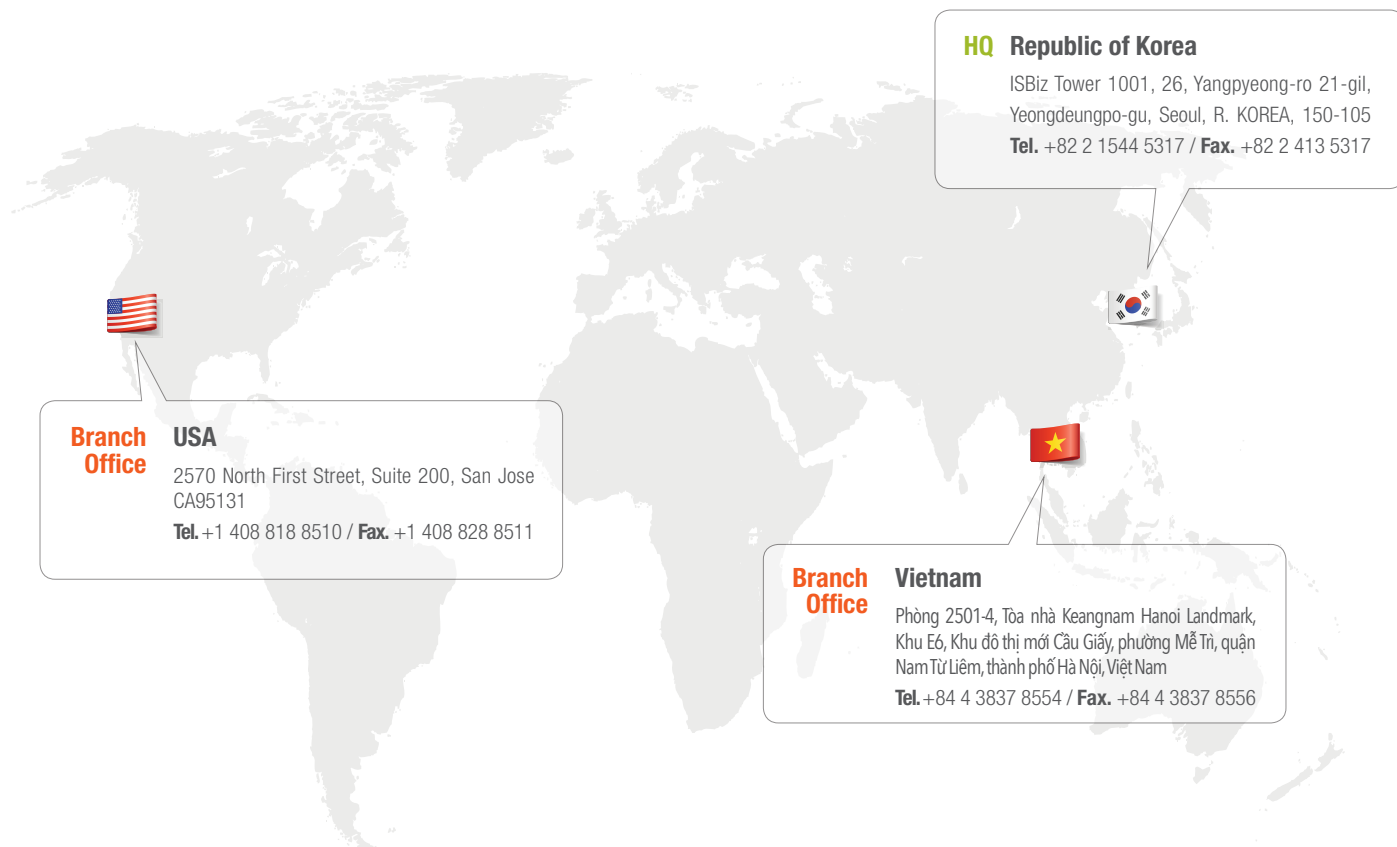 HQ Republic of Korea
ISBiz Tower 1001, 26, Yangpyeong-ro 21-gil,
Yeongdeungpo-gu, Seoul, R. KOREA, 150-105
Tel. +82 2 1544 5317 / Fax. +82 2 413 5317
Branch Office
USA
2570 North First Street, Suite 200, San Jose
CA95131
Tel. +1 408 818 8510 / Fax. +1 408 828 8511
Branch Office
Vietnam
Phòng 2501-4, Tòa nhà Keangnam Hanoi Landmark,
Khu E6, Khu đô thị mới Cầu Giấy, phường Mễ Trì, quận
Nam Từ Liêm, thành phố Hà Nội, Việt Nam
Tel. +84 4 3837 8554 / Fax. +84 4 3837 8556